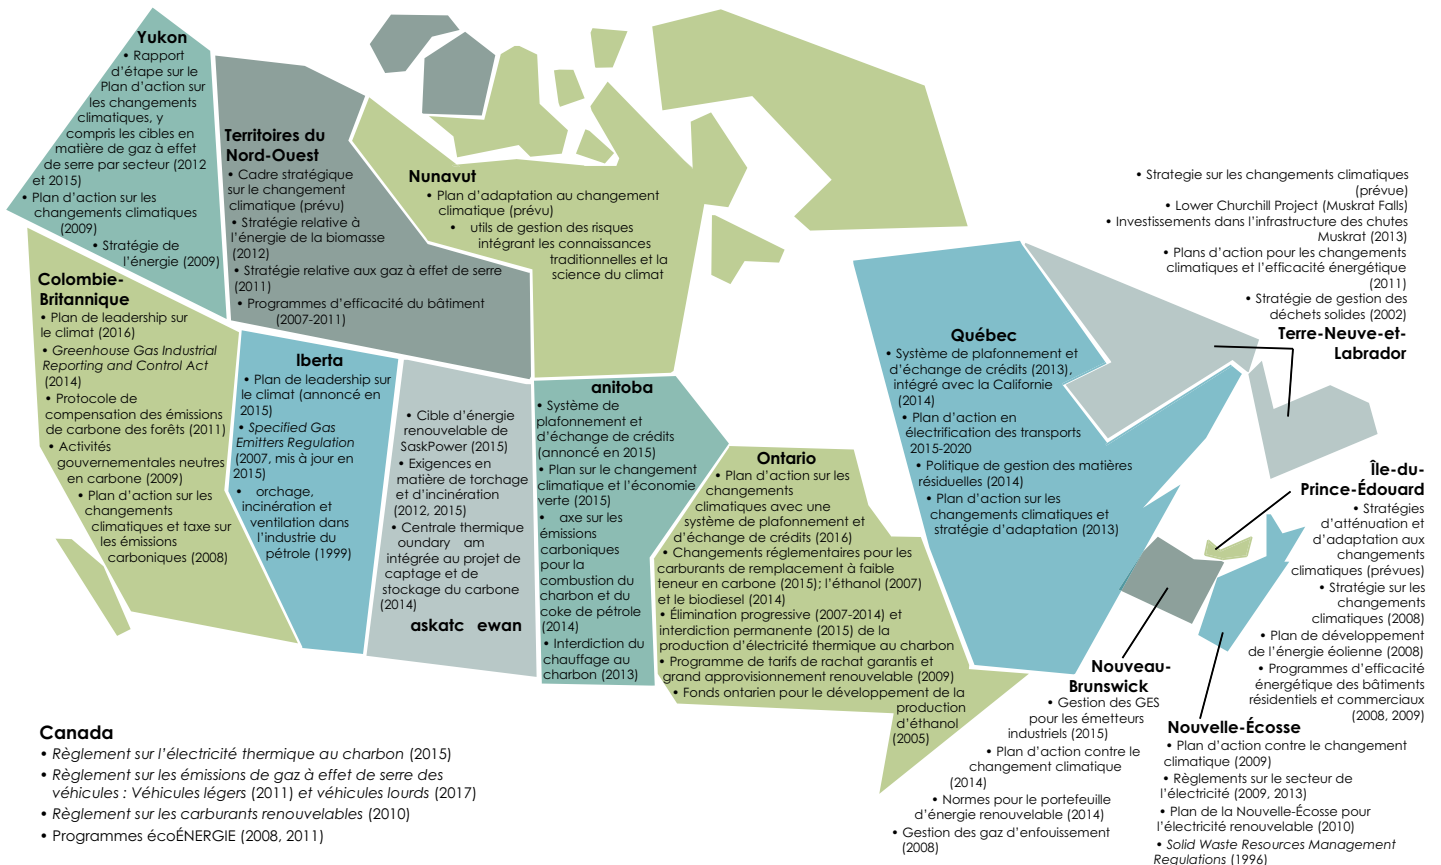 Yukon
• Rapport
d'étape sur le
Plan d'action sur
les changements
climatiques, y
compris les cibles en
matière de gaz à effet
de serre par secteur (2012
et 2015)
• Plan d'action sur les
changements climatiques
(2009)
• Stratégie de
l'énergie (2009)
Territoires du
Nord-Ouest
• Cadre stratégique
sur le changement
climatique (prévu)
• Stratégie relative à
l'énergie de la biomasse
(2012)
• Stratégie relative aux gaz à effet de serre
(2011)
• Programmes d'efficacité du bâtiment
(2007-2011)
Nunavut
• Plan d'adaptation au changement
climatique (prévu)
• utils de gestion des risques
intégrant les connaissances
traditionnelles et la
science du climat
Colombie-
Britannique
• Plan de leadership sur
le climat (2016)
• Greenhouse Gas Industrial
Reporting and Control Act
(2014)
• Protocole de
compensation des émissions
de carbone des forêts (2011)
• Activités
gouvernementales neutres
en carbone (2009)
• Plan d'action sur les
changements
climatiques et taxe sur
les émissions
carboniques (2008)
lberta
• Plan de leadership sur
le climat (annoncé en
2015)
• Specified Gas
Emitters Regulation
(2007, mis à jour en
2015)
• orchage,
incinération et
ventilation dans
l'industrie du
pétrole (1999)
• Cible d'énergie
renouvelable de
SaskPower (2015)
• Exigences en
matière de torchage
et d'incinération
(2012, 2015)
• Centrale thermique
oundary am
intégrée au projet de
captage et de
stockage du carbone
(2014)
askatc ewan
anitoba
• Système de
plafonnement et
d'échange de crédits
(annoncé en 2015)
• Plan sur le changement
climatique et l'économie
verte (2015)
• axe sur les
émissions
carboniques
pour la
combustion du
charbon et du
coke de pétrole
(2014)
• Interdiction du
chauffage au
charbon (2013)
Ontario
• Plan d'action sur les
changements
climatiques avec une
système de plafonnement et
d'échange de crédits (2016)
• Changements réglementaires pour les
carburants de remplacement à faible
teneur en carbone (2015); l'éthanol (2007)
et le biodiesel (2014)
• Élimination progressive (2007-2014) et
interdiction permanente (2015) de la
production d'électricité thermique au charbon
• Programme de tarifs de rachat garantis et
grand approvisionnement renouvelable (2009)
• Fonds ontarien pour le développement de la
production
d'éthanol
(2005)
Québec
• Système de plafonnement et
d'échange de crédits (2013),
intégré avec la Californie
(2014)
• Plan d'action en
électrification des transports
2015-2020
• Politique de gestion des matières
résiduelles (2014)
• Plan d'action sur les
changements climatiques et
stratégie d'adaptation (2013)
• Strategie sur les changements climatiques
(prévue)
• Lower Churchill Project (Muskrat Falls)
• Investissements dans l'infrastructure des chutes
Muskrat (2013)
• Plans d'action pour les changements
climatiques et l'efficacité énergétique
(2011)
• Stratégie de gestion des
déchets solides (2002)
Terre-Neuve-et-
Labrador
Île-du-
Prince-Édouard
• Stratégies
d'atténuation et
d'adaptation aux
changements
climatiques (prévues)
• Stratégie sur les
changements
climatiques (2008)
• Plan de développement
de l'énergie éolienne (2008)
• Programmes d'efficacité
énergétique des bâtiments
résidentiels et commerciaux
(2008, 2009)
Nouveau-
Brunswick
• Gestion des GES
pour les émetteurs
industriels (2015)
• Plan d'action contre le
changement climatique
(2014)
• Normes pour le portefeuille
d'énergie renouvelable (2014)
• Gestion des gaz d'enfouissement
(2008)
Nouvelle-Écosse
• Plan d'action contre le changement
climatique (2009)
• Règlements sur le secteur de
l'électricité (2009, 2013)
• Plan de la Nouvelle-Écosse pour
l'électricité renouvelable (2010)
• Solid Waste Resources Management
Regulations (1996)
Canada
• Règlement sur l'électricité thermique au charbon (2015)
• Règlement sur les émissions de gaz à effet de serre des
véhicules : Véhicules légers (2011) et véhicules lourds (2017)
• Règlement sur les carburants renouvelables (2010)
• Programmes écoÉNERGIE (2008, 2011)